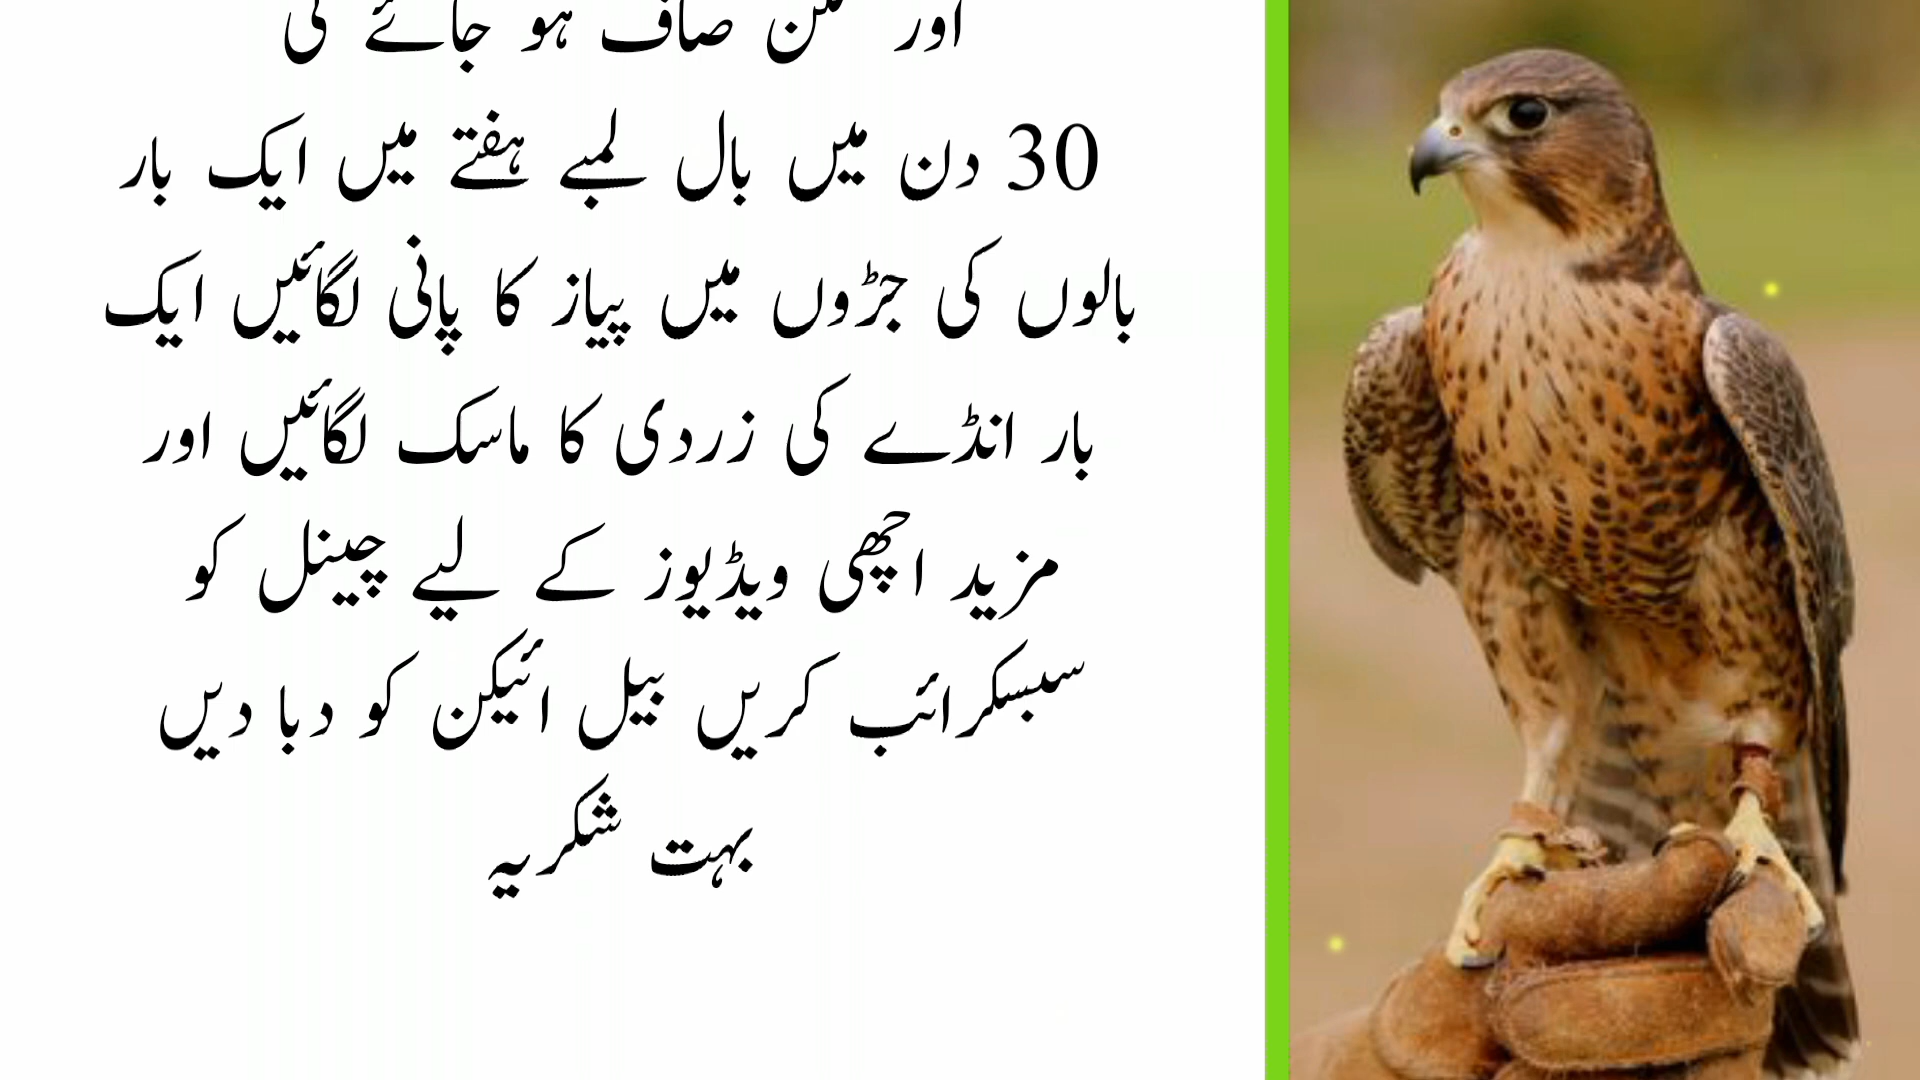 اور صاف ہو جائے گی
30 دن میں بال لمبے ہفتے میں ایک بار
بالوں کی جڑوں میں پیاز کا پانی لگائیں ایک
بار انڈے کی زردی کا ماسک لگائیں اور
مزید اچھی ویڈیوز کے لیے چینل کو
سبسکرائب کریں بیل ائیکن کو دبا دیں
بہت شکریہ